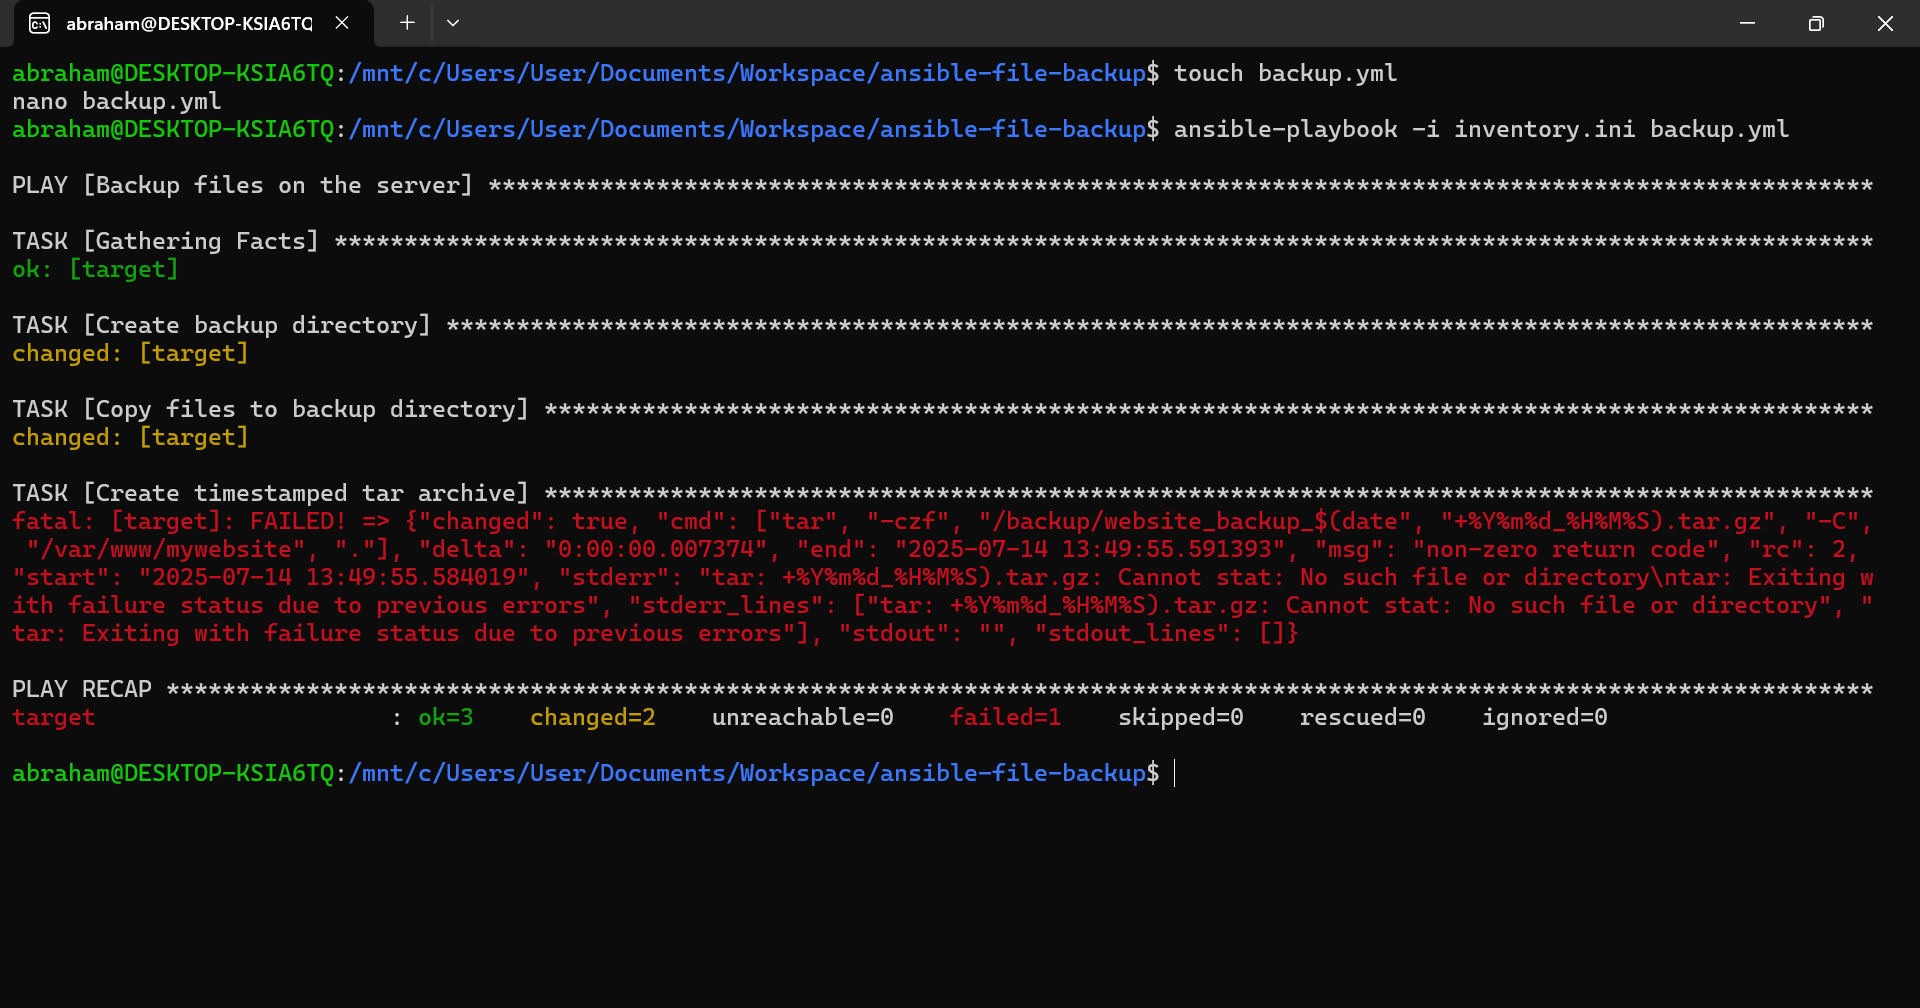 abraham@DESKTOP-KSIA6TQ
abraham@DESKTOP-KSIA6TQ:/mnt/c/Users/User/Documents/Workspace/ansible-file-backup$ touch backup.yml
nano backup.yml
abraham@DESKTOP-KSIA6TQ:/mnt/c/Users/User/Documents/Workspace/ansible-file-backup$ ansible-playbook -i inventory.ini backup.yml
PLAY [Backup files on the server] ***************************************************************************************************
TASK [Gathering Facts] **************************************************************************************************************
ok: [target]
TASK [Create backup directory] ******************************************************************************************************
changed: [target]
TASK [Copy files to backup directory] ***********************************************************************************************
changed: [target]
TASK [Create timestamped tar archive] ***********************************************************************************************
fatal: [target]: FAILED! => {"changed": true, "cmd": ["tar", "-czf", "/backup/website_backup_$(date", "+%Y%m%d_%H%M%S).tar.gz", "-C",
"/var/www/mywebsite", "."], "delta": "0:00:00.007374", "end": "2025-07-14 13:49:55.591393", "msg": "non-zero return code", "rc": 2,
"start": "2025-07-14 13:49:55.584019", "stderr": "tar: +%Y%m%d_%H%M%S).tar.gz: Cannot stat: No such file or directory\ntar: Exiting w
ith failure status due to previous errors", "stderr_lines": ["tar: +%Y%m%d_%H%M%S).tar.gz: Cannot stat: No such file or directory", "
tar: Exiting with failure status due to previous errors"], "stdout": "", "stdout_lines": []}
PLAY RECAP **************************************************************************************************************************
target                     : ok=3    changed=2    unreachable=0    failed=1    skipped=0    rescued=0    ignored=0
abraham@DESKTOP-KSIA6TQ:/mnt/c/Users/User/Documents/Workspace/ansible-file-backup$